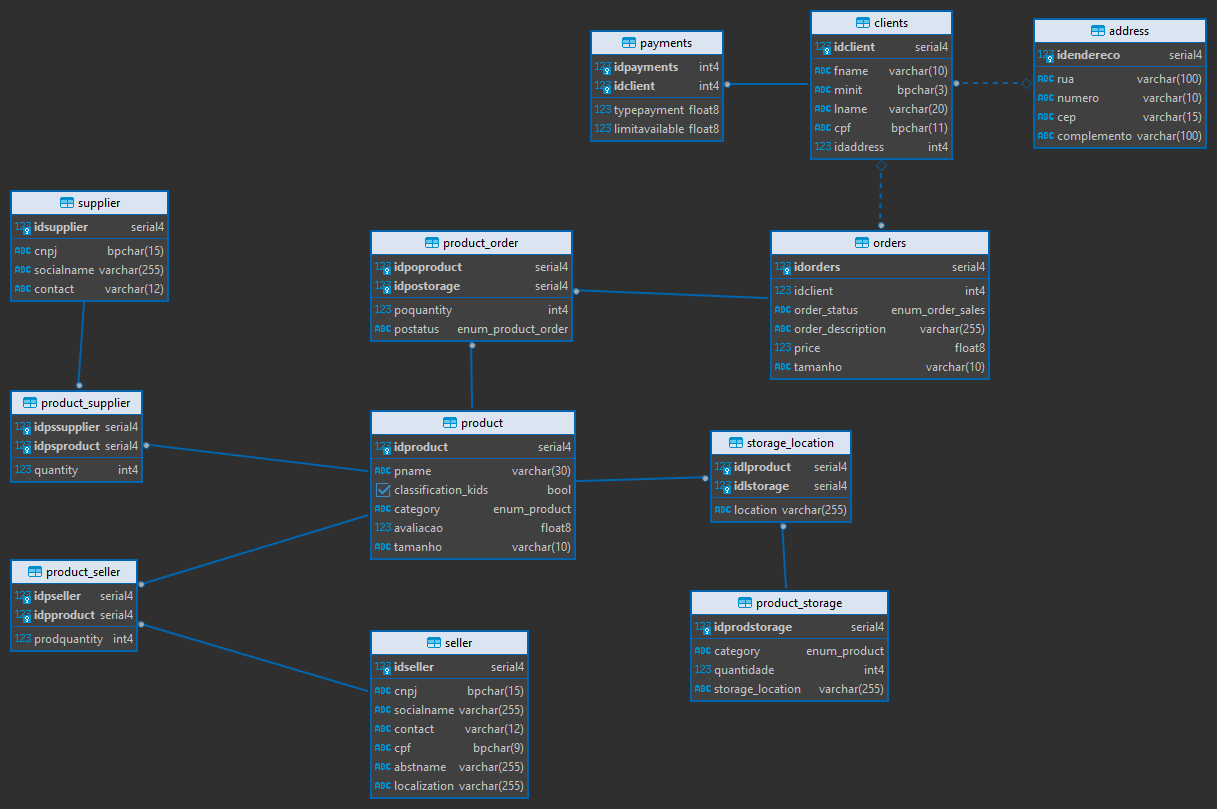 payments
123 idpayments int4
123 idclient int4
123 typepayment float8
123 limitavailable float8
clients
123 idclient serial4
ABC fname varchar(10)
ABC minit bpchar(3)
ABC lname varchar(20)
ABC cpf bpchar(11)
123 idaddress int4
address
123 idendereco serial4
ABC rua varchar(100)
ABC numero varchar(10)
ABC cep varchar(15)
ABC complemento varchar(100)
supplier
123 idsupplier serial4
ABC cnpj bpchar(15)
ABC socialname varchar(255)
ABC contact varchar(12)
product_order
123 idpoproduct serial4
123 idpostorage serial4
123 poquantity int4
ABC postatus enum_product_order
orders
123 idorders serial4
123 idclient int4
ABC order_status enum_order_sales
ABC order_description varchar(255)
123 price float8
ABC tamanho varchar(10)
product_supplier
123 idpssupplier serial4
123 idpsproduct serial4
123 quantity int4
product
123 idproduct serial4
ABC pname varchar(30)
classification_kids bool
ABC category enum_product
123 avaliacao float8
ABC tamanho varchar(10)
storage_location
123 idlproduct serial4
123 idlstorage serial4
ABC location varchar(255)
product_seller
123 idpseller serial4
123 idpproduct serial4
123 prodquantity int4
seller
123 idseller serial4
ABC cnpj bpchar(15)
ABC socialname varchar(255)
ABC contact varchar(12)
ABC cpf bpchar(9)
ABC abstname varchar(255)
ABC localization varchar(255)
product_storage
123 idprodstorage serial4
ABC category enum_product
123 quantidade int4
ABC storage_location varchar(255)